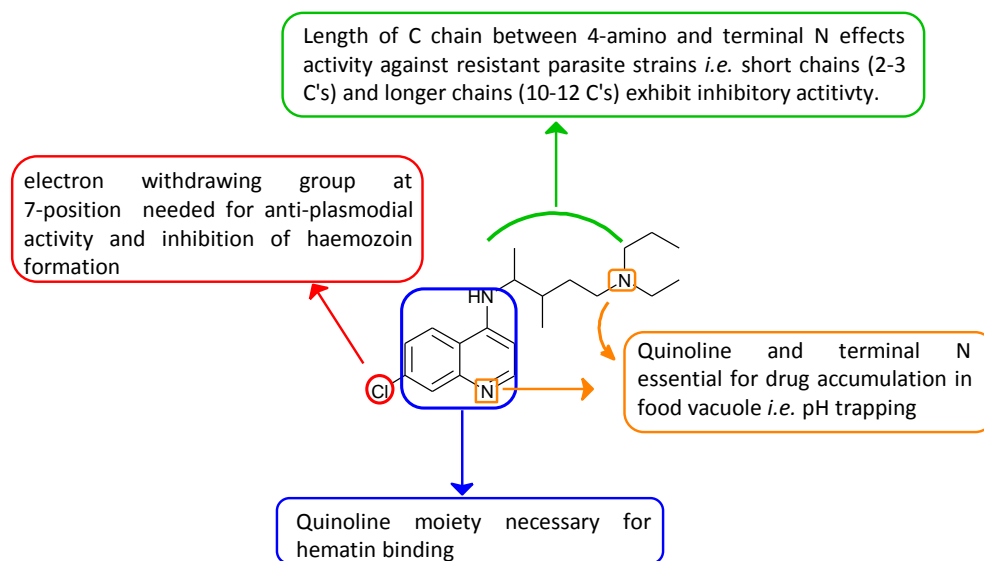 Length of C chain between 4-amino and terminal N effects
activity against resistant parasite strains i.e. short chains (2-3
C's) and longer chains (10-12 C's) exhibit inhibitory actitivty.
electron withdrawing group at
7-position needed for anti-plasmodial
activity and inhibition of haemozoin
formation
N
HN
Cl
N
Quinoline and terminal N
essential for drug accumulation in
food vacuole i.e. pH trapping
Quinoline moiety necessary for
hematin binding